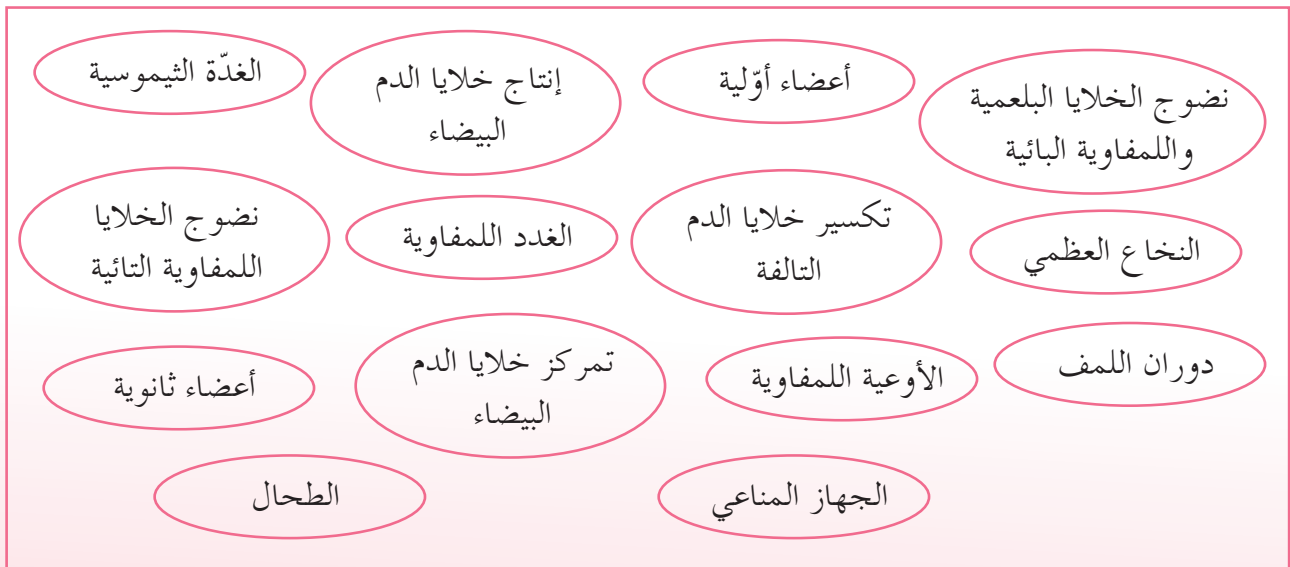 نضوج الخلايا البلعمية
واللمفاوية البائية
أعضاء أوّلية
إنتاج خلايا الدم
البيضاء
الغدّة الثيموسية
النخاع العظمي
تكسير خلايا الدم
التالفة
الغدد اللمفاوية
نضوج الخلايا
اللمفاوية التائية
دوران اللمف
الأوعية اللمفاوية
تمركز خلايا الدم
البيضاء
أعضاء ثانوية
الجهاز المناعي
الطحال